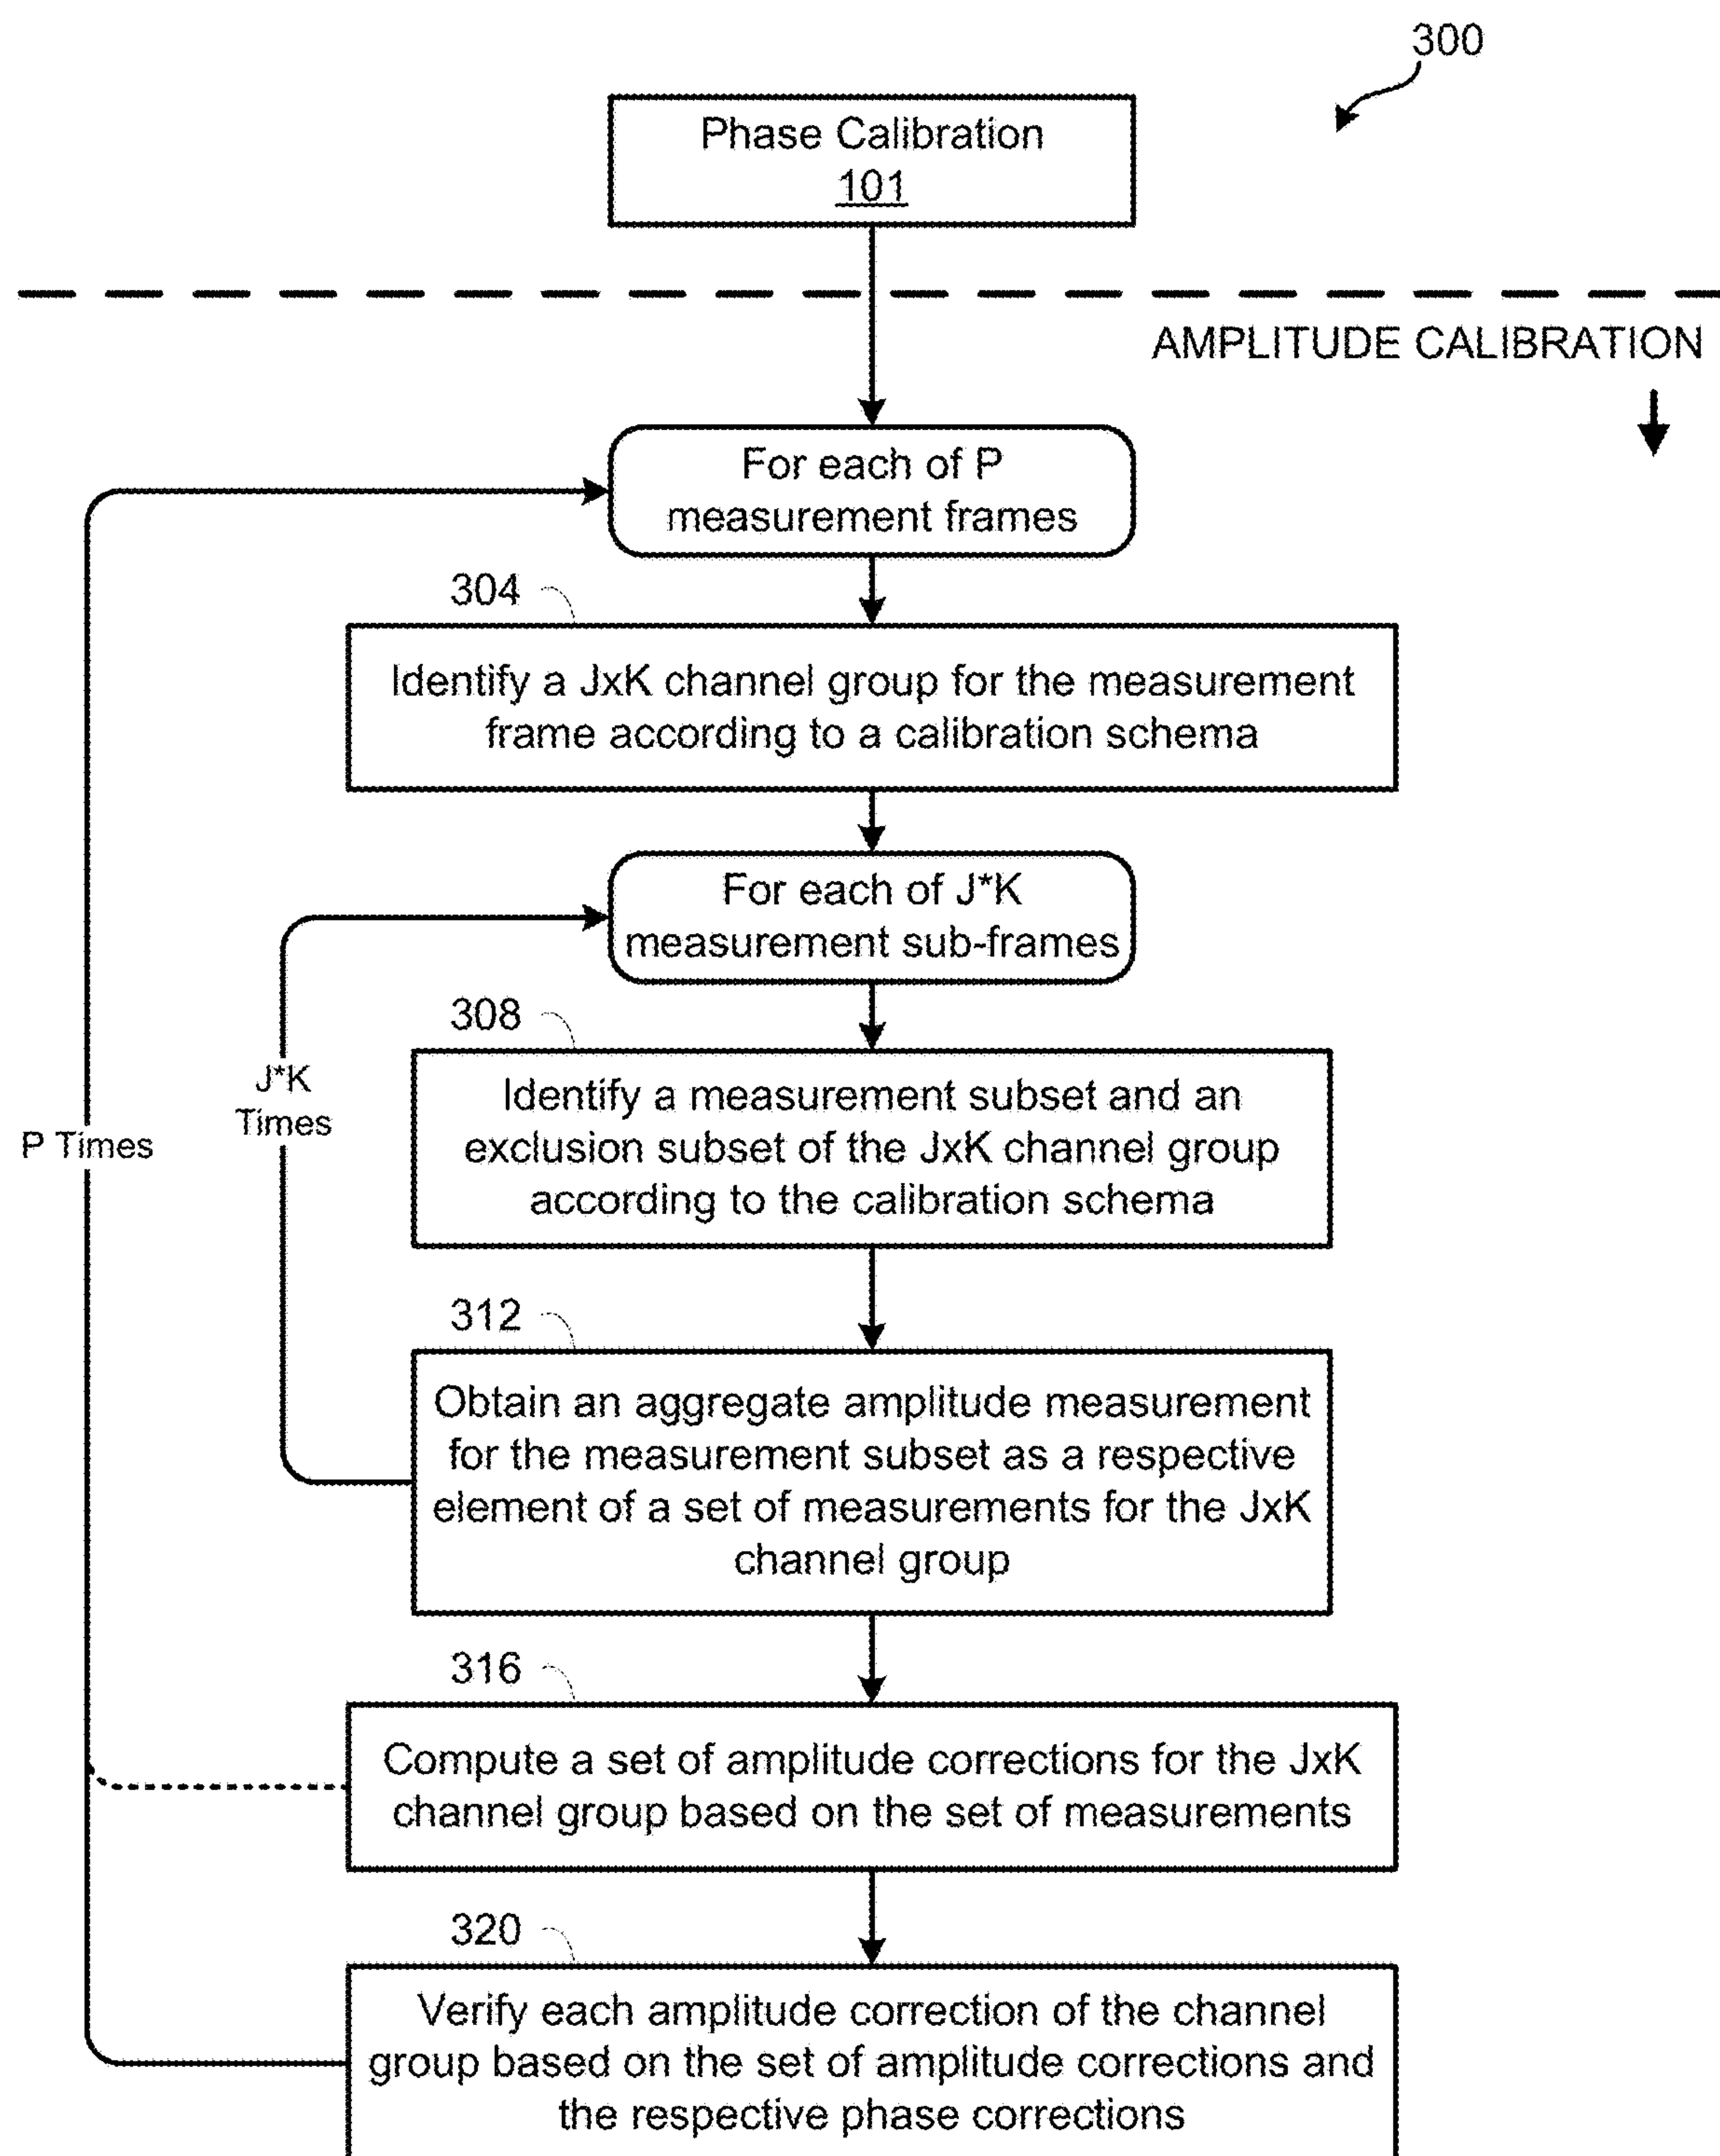 300
Phase Calibration
101
AMPLITUDE CALIBRATION
For each of P
measurement frames
304
Identify a JxK channel group for the measurement
frame according to a calibration schema
For each of J*K
measurement sub-frames
308
Identify a measurement subset and an
exclusion subset of the JxK channel group
according to the calibration schema
J*K
Times
P Times
312
Obtain an aggregate amplitude measurement
for the measurement subset as a respective
element of a set of measurements for the JxK
channel group
316
Compute a set of amplitude corrections for the JxK
channel group based on the set of measurements
320
Verify each amplitude correction of the channel
group based on the set of amplitude corrections and
the respective phase corrections